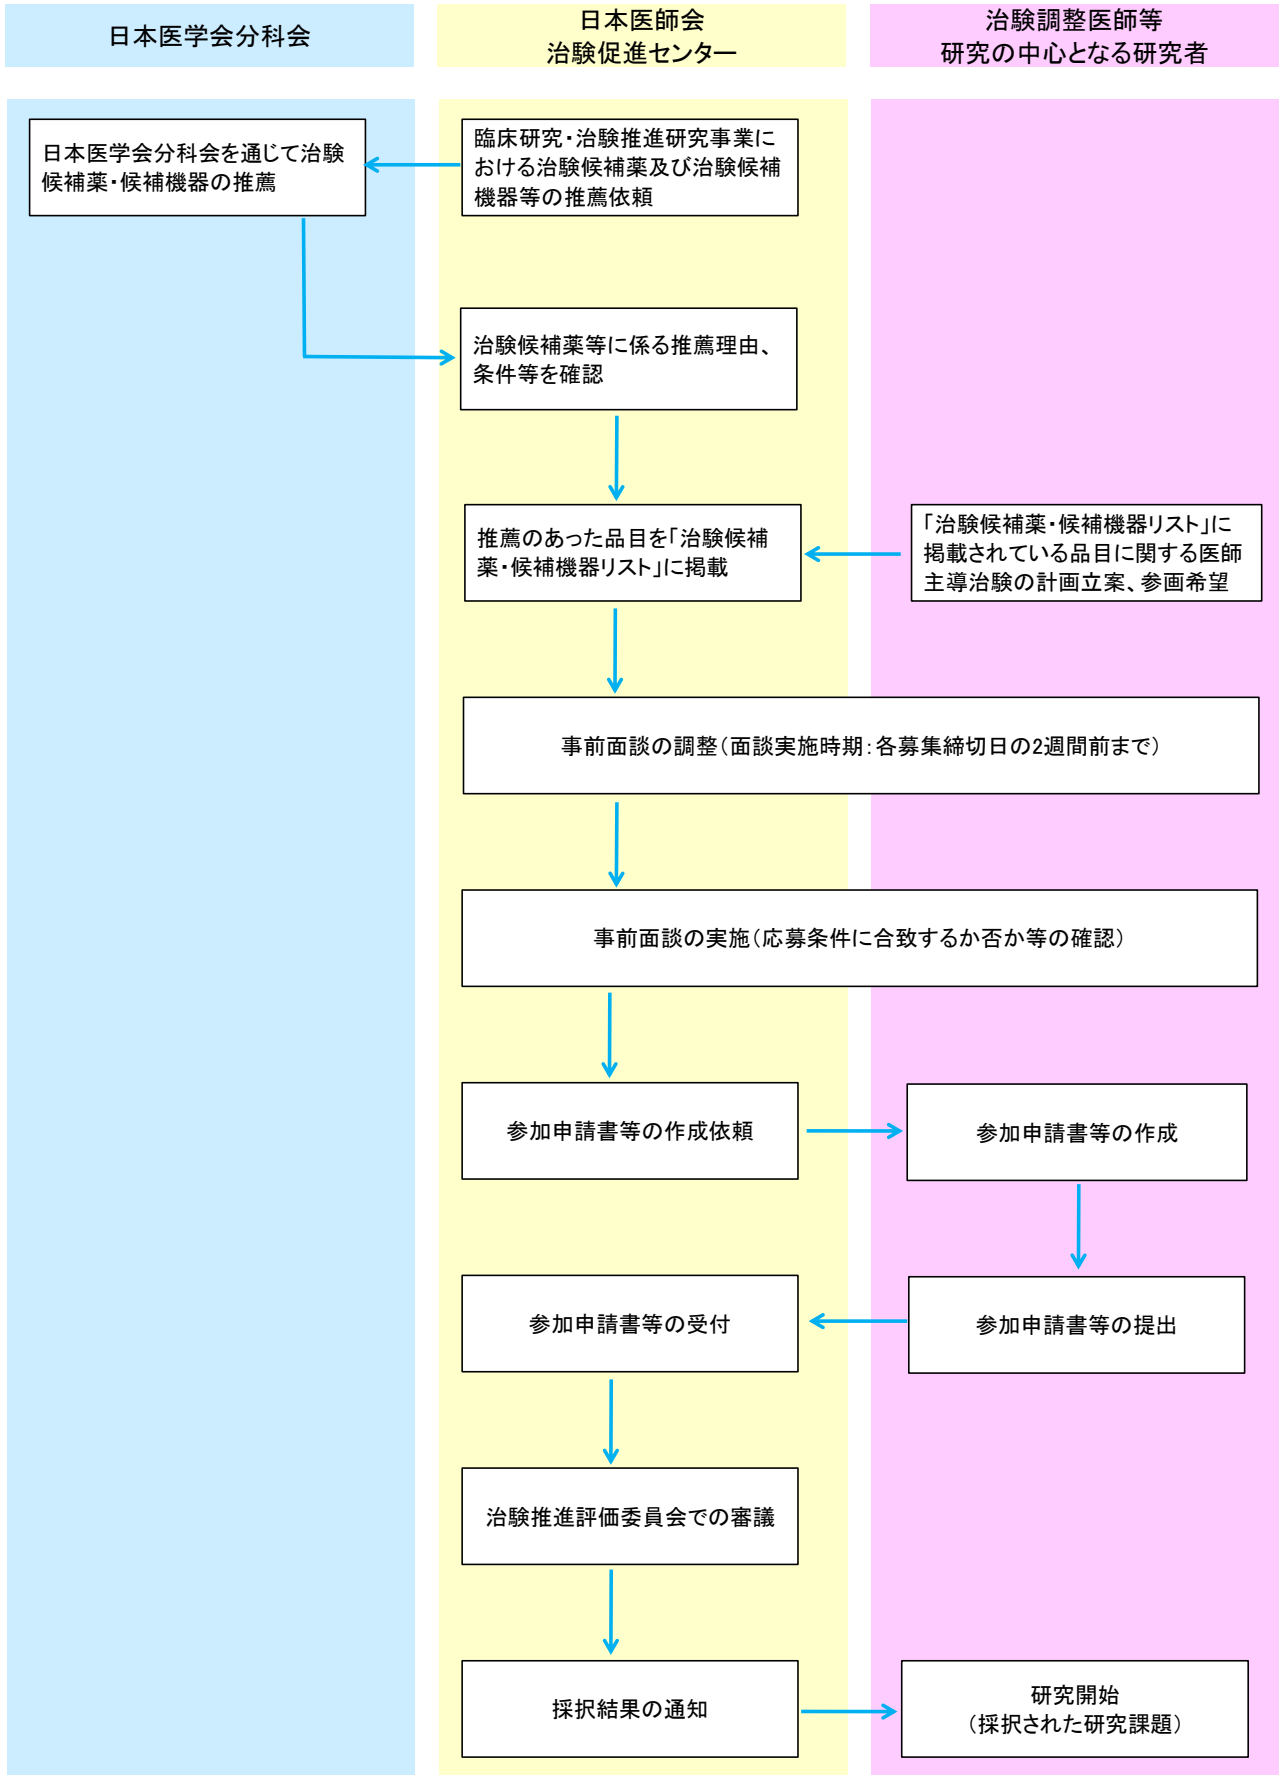 日本医学会分科会
日本医師会
治験促進センター
治験調整医師等
研究の中心となる研究者
日本医学会分科会を通じて治験
候補薬・候補機器の推薦
臨床研究・治験推進研究事業に
おける治験候補薬及び治験候補
機器等の推薦依頼
治験候補薬等に係る推薦理由、
条件等を確認
推薦のあった品目を「治験候補
薬・候補機器リスト」に掲載
「治験候補薬・候補機器リスト」に
掲載されている品目に関する医師
主導治験の計画立案、参画希望
事前面談の調整（面談実施時期：各募集締切日の2週間前まで）
事前面談の実施（応募条件に合致するか否か等の確認）
参加申請書等の作成依頼
参加申請書等の作成
参加申請書等の受付
参加申請書等の提出
治験推進評価委員会での審議
採択結果の通知
研究開始
（採択された研究課題）